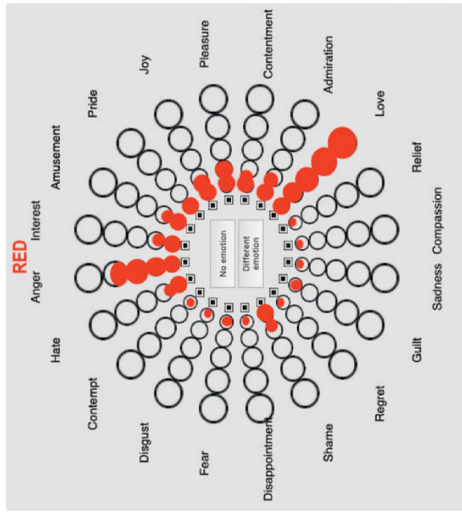 RED
Anger
Interest
Amusement
Pride
Joy
Pleasure
Contentment
Admiration
Love
Relief
Compassion
Sadness
Guilt
Regret
Shame
Disappointment
Fear
Disgust
Contempt
Hate
No emotion
Different
emotion